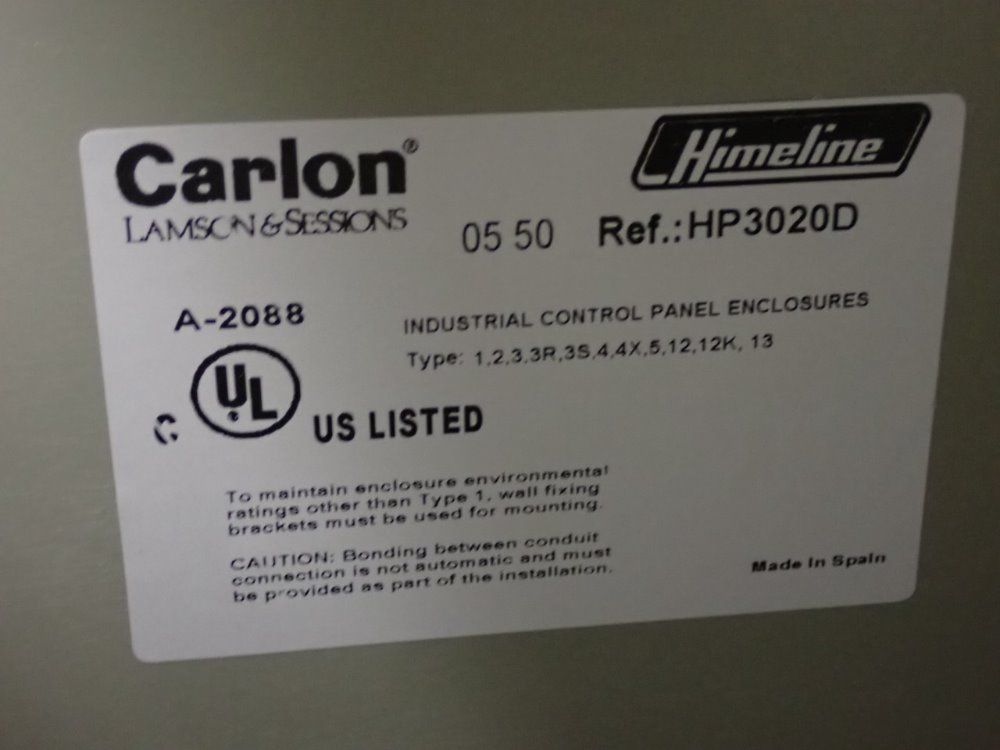 Carlon®
LAMSON & SESSIONS
Himeline
05 50
Ref.: HP3020D
A-2088
INDUSTRIAL CONTROL PANEL ENCLOSURES
Type: 1,2,3,3R,3S,4,4X,5,12,12K, 13
C UL US LISTED
To maintain enclosure environmental
ratings other than Type 1, wall fixing
brackets must be used for mounting.
CAUTION: Bonding between conduit
connection is not automatic and must
be provided as part of the installation.
Made In Spain